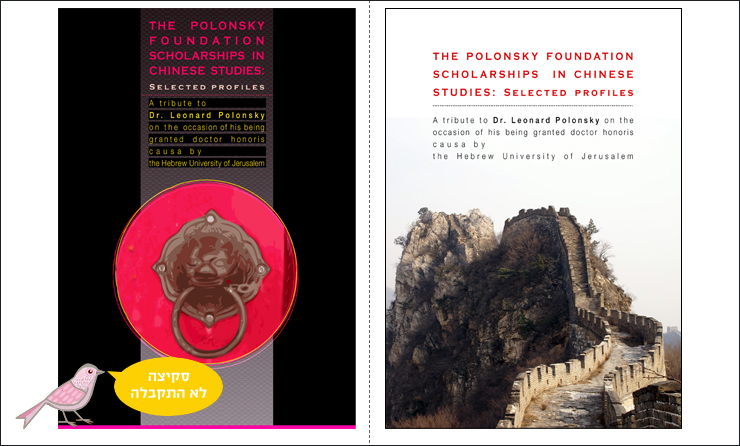 THE POLONSKY
FOUNDATION
SCHOLARSHIPS IN
CHINESE STUDIES:
SELECTED PROFILES
A tribute to
Dr. Leonard Polonsky
on the occasion of his being
granted doctor honoris
causa by
the Hebrew University of Jerusalem
סקיצה
לא התקבלה
THE POLONSKY FOUNDATION
SCHOLARSHIPS IN CHINESE
STUDIES: SELECTED PROFILES
A tribute to Dr. Leonard Polonsky on the
occasion of his being granted doctor honoris
causa by
the Hebrew University of Jerusalem